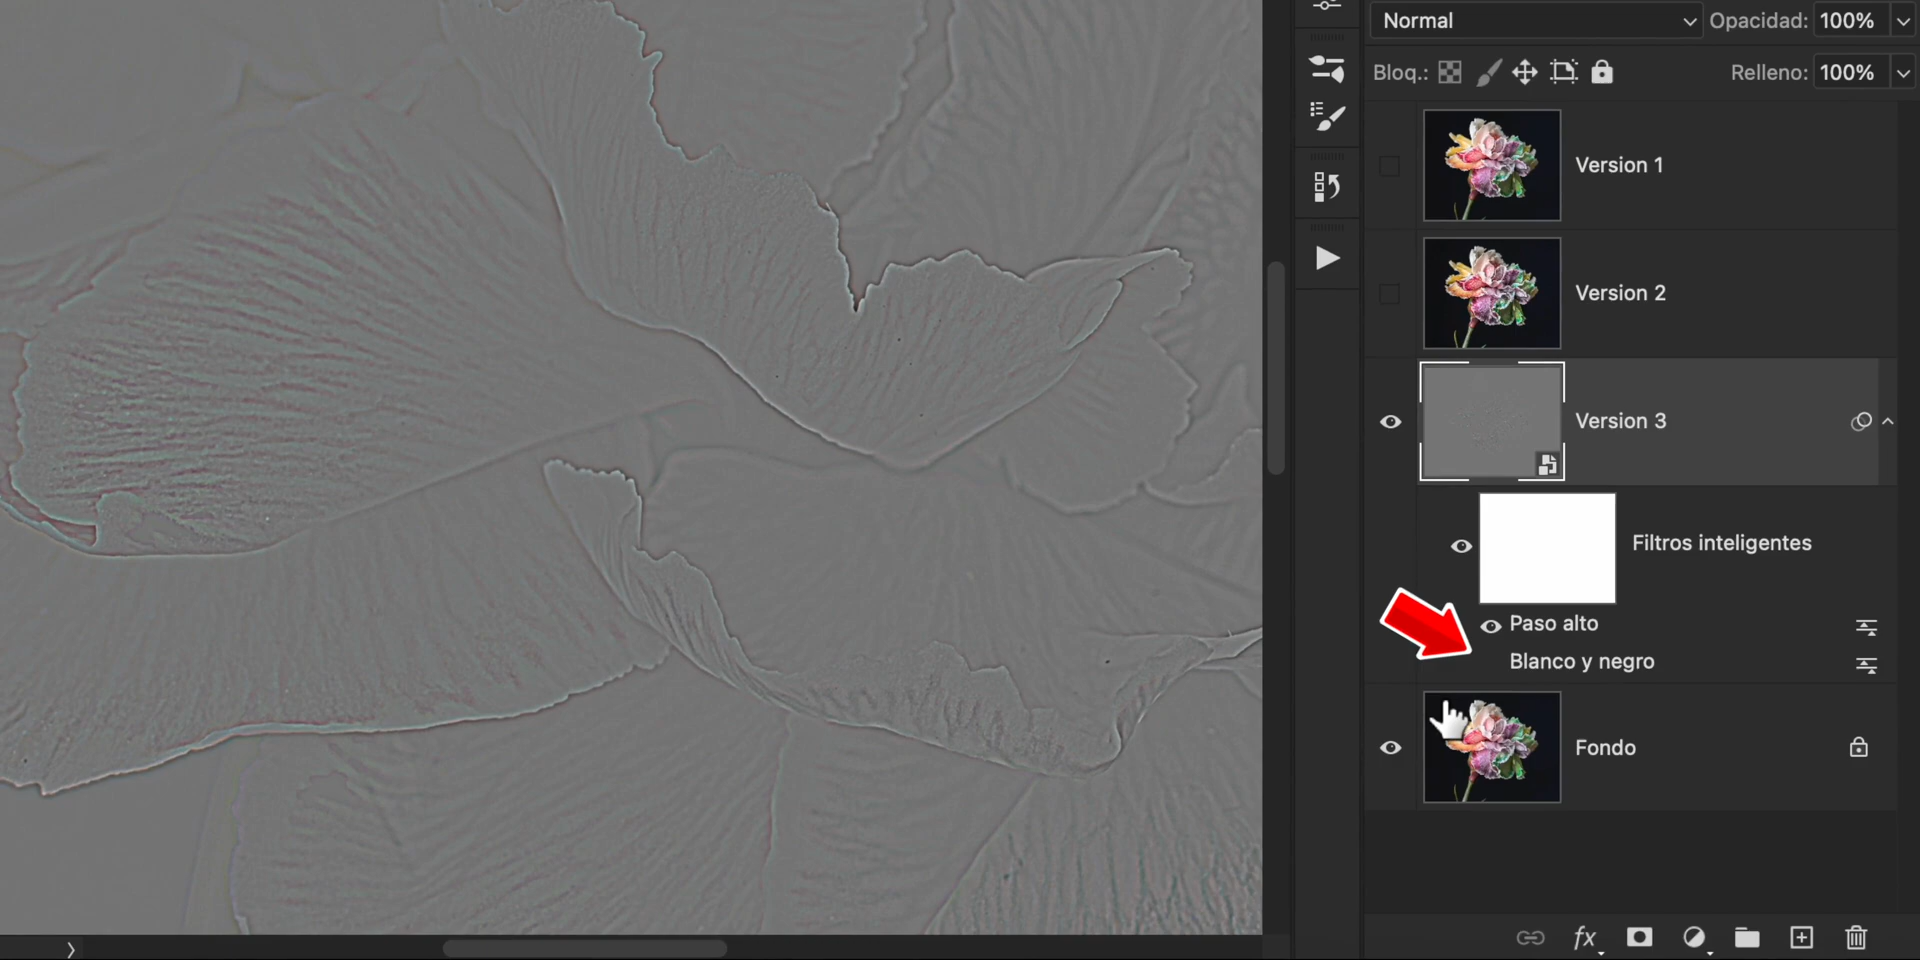 Normal
Opacidad: 100%
Bloq.:
Relleno: 100%
Version 1
Version 2
Version 3
Filtros inteligentes
Paso alto
Blanco y negro
Fondo
fx